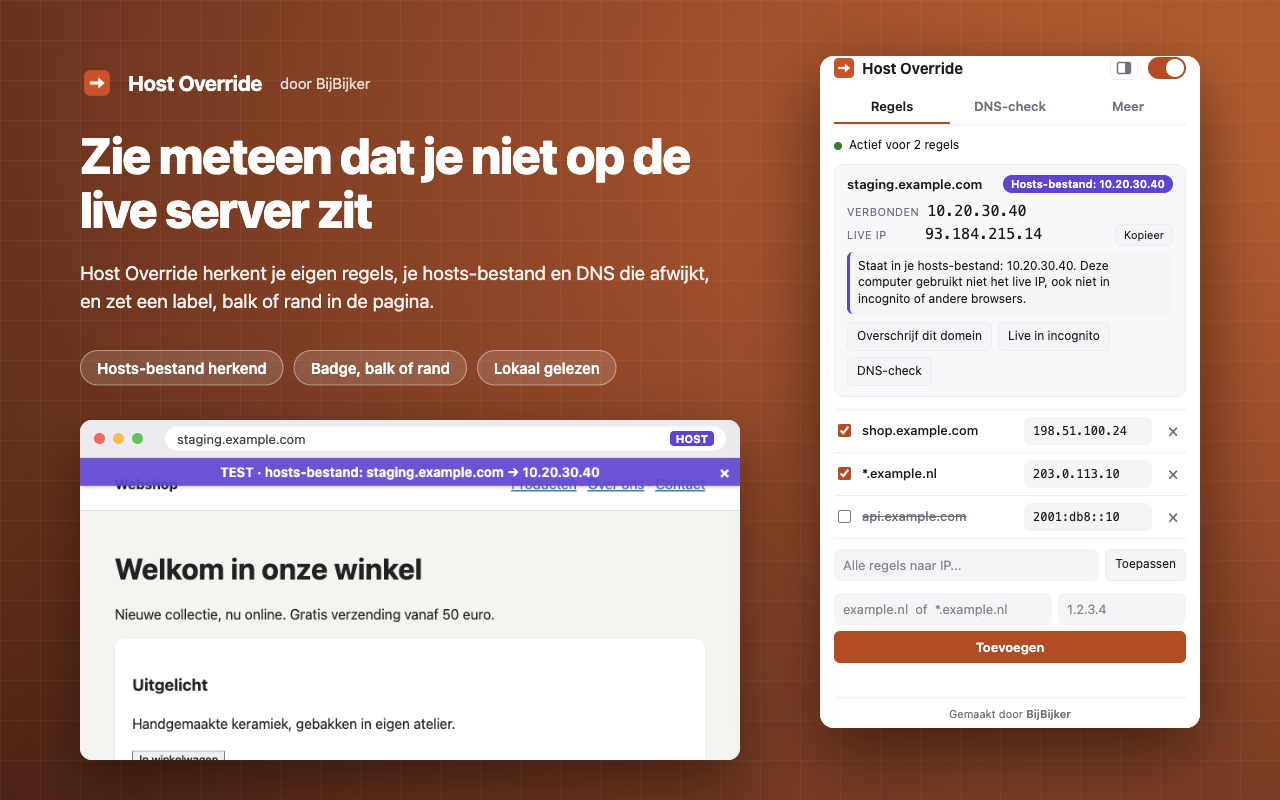 Host Override door BijBijker
Zie meteen dat je niet op de
live server zit
Host Override herkent je eigen regels, je hosts-bestand en DNS die afwijkt,
en zet een label, balk of rand in de pagina.
Hosts-bestand herkend
Badge, balk of rand
Lokaal gelezen
staging.example.com
HOST
TEST · hosts-bestand: staging.example.com → 10.20.30.40 ×
Webshop
Producten · Over ons · Contact
Welkom in onze winkel
Nieuwe collectie, nu online. Gratis verzending vanaf 50 euro.
Uitgelicht
Handgemaakte keramiek, gebakken in eigen atelier.
In winkelwagen
Host Override
Regels
DNS-check
Meer
Actief voor 2 regels
staging.example.com
Hosts-bestand: 10.20.30.40
VERBONDEN 10.20.30.40
LIVE IP 93.184.215.14
Kopieer
Staat in je hosts-bestand: 10.20.30.40. Deze
computer gebruikt niet het live IP, ook niet in
incognito of andere browsers.
Overschrijf dit domein
Live in incognito
DNS-check
shop.example.com 198.51.100.24 ×
*.example.nl 203.0.113.10 ×
api.example.com 2001:db8::10 ×
Alle regels naar IP...
Toepassen
example.nl of *.example.nl
1.2.3.4
Toevoegen
Gemaakt door BijBijker